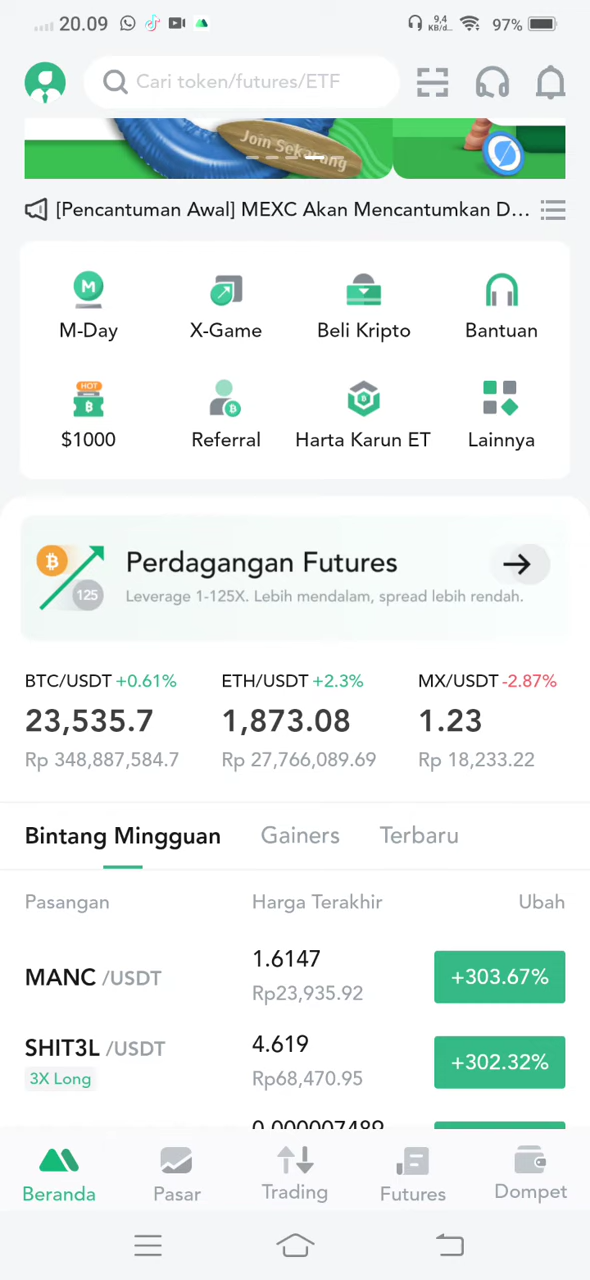 20.09
9,4
KB/d...
97%
Cari token/futures/ETF
Join Sekarang
[Pencantuman Awal] MEXC Akan Mencantumkan D...
M
M-Day
X-Game
Beli Kripto
Bantuan
HOT
$1000
Referral
Harta Karun ET
Lainnya
125
Perdagangan Futures
Leverage 1-125X. Lebih mendalam, spread lebih rendah.
BTC/USDT +0.61%
ETH/USDT +2.3%
MX/USDT -2.87%
23,535.7
1,873.08
1.23
Rp 348,887,584.7
Rp 27,766,089.69
Rp 18,233.22
Bintang Mingguan
Gainers
Terbaru
Pasangan
Harga Terakhir
Ubah
MANC /USDT
1.6147
Rp23,935.92
+303.67%
SHIT3L /USDT
3X Long
4.619
Rp68,470.95
+302.32%
0.000007489
Beranda
Pasar
Trading
Futures
Dompet